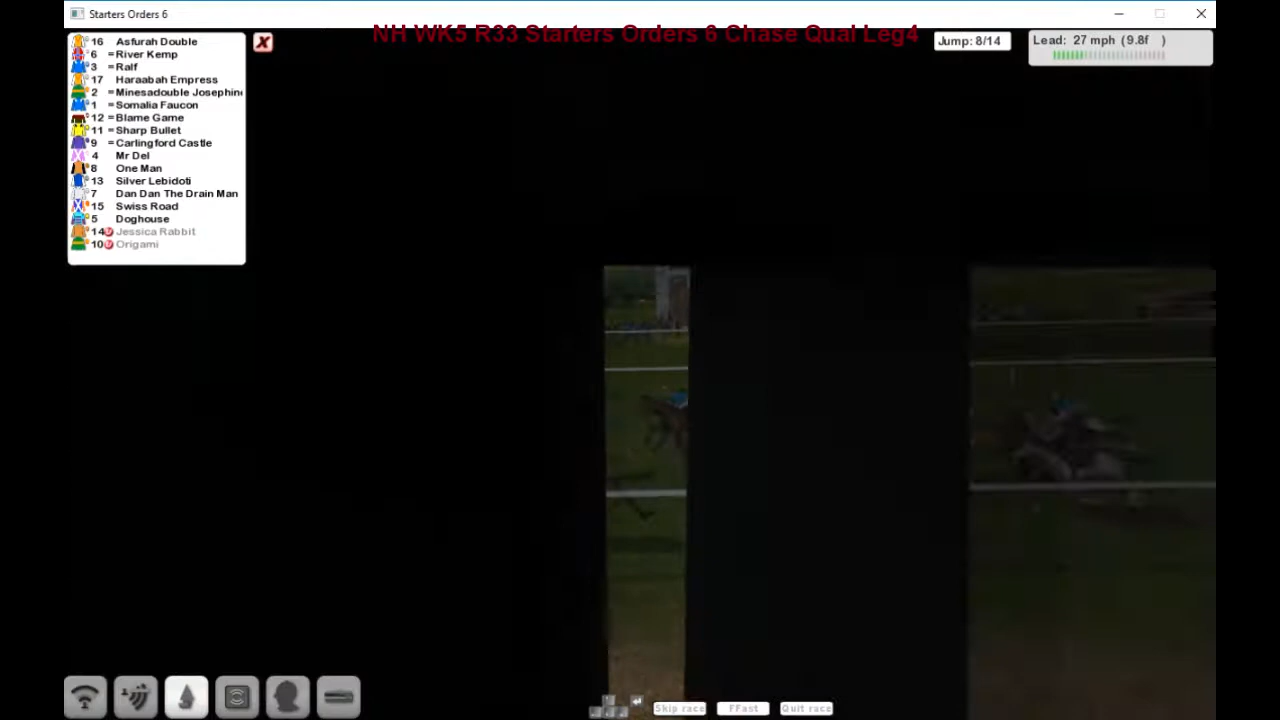 Starters Orders 6
NH WK5 R33 Starters Orders 6 Chase Qual Leg4
Jump: 8/14
Lead: 27 mph (9.8f )
16 Asfurah Double
6 =River Kemp
3 =Ralf
17 Haraabah Empress
2 =Minesadouble Josephine
1 =Somalia Faucon
12 =Blame Game
11 =Sharp Bullet
9 =Carlingford Castle
4 Mr Del
8 One Man
13 Silver Lebidoti
7 Dan Dan The Drain Man
15 Swiss Road
5 Doghouse
14 Jessica Rabbit
10 Origami
X
Skip race
FFast
Quit race